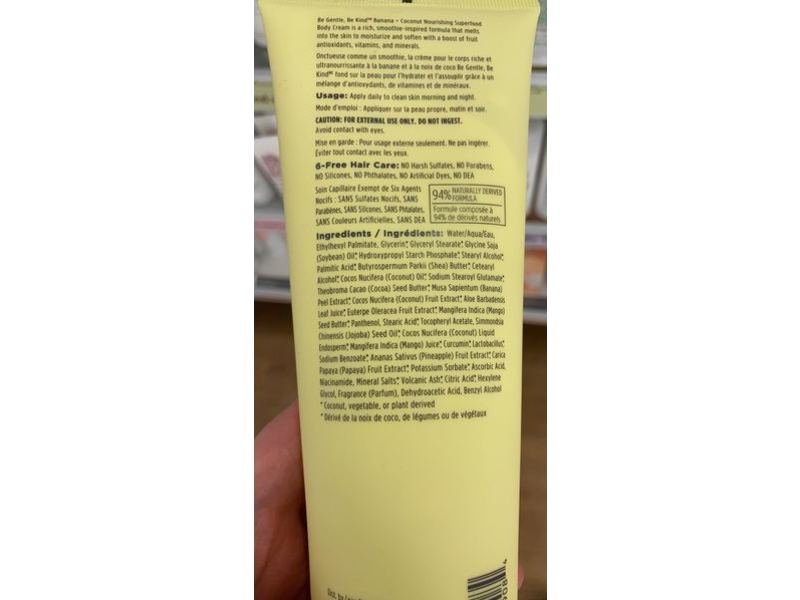 Be Gentle, Be Kind™ Banana + Coconut Nourishing Superfood
Body Cream is a rich, smoothie-inspired formula that melts
into the skin to moisturize and soften with a boost of fruit
antioxidants, vitamins, and minerals.
Onctueuse comme un smoothie, la crème pour le corps riche et
ultranourrissante à la banane et à la noix de coco Be Gentle, Be
Kind™ fond sur la peau pour l'hydrater et l'assouplir grâce à un
mélange d'antioxydants, de vitamines et de minéraux.
Usage: Apply daily to clean skin morning and night.
Mode d'emploi : Appliquer sur la peau propre, matin et soir.
CAUTION: FOR EXTERNAL USE ONLY. DO NOT INGEST.
Avoid contact with eyes.
Mise en garde : Pour usage externe seulement. Ne pas ingérer.
Éviter tout contact avec les yeux.
6-Free Hair Care: NO Harsh Sulfates, NO Parabens,
NO Silicones, NO Phthalates, NO Artificial Dyes, NO DEA
Soin Capillaire Exempt de Six Agents
Nocifs : SANS Sulfates Nocifs, SANS
Parabènes, SANS Silicones, SANS Phtalates,
SANS Couleurs Artificielles, SANS DEA
94% NATURALLY DERIVED
FORMULA
Formule composée à
94% de dérivés naturels
Ingredients / Ingrédients: Water/Aqua/Eau,
Ethylhexyl Palmitate, Glycerin*, Glyceryl Stearate*, Glycine Soja
(Soybean) Oil*, Hydroxypropyl Starch Phosphate*, Stearyl Alcohol*,
Palmitic Acid*, Butyrospermum Parkii (Shea) Butter*, Cetearyl
Alcohol*, Cocos Nucifera (Coconut) Oil*, Sodium Stearoyl Glutamate*,
Theobroma Cacao (Cocoa) Seed Butter*, Musa Sapientum (Banana)
Peel Extract*, Cocos Nucifera (Coconut) Fruit Extract*, Aloe Barbadensis
Leaf Juice*, Euterpe Oleracea Fruit Extract*, Mangifera Indica (Mango)
Seed Butter*, Panthenol, Stearic Acid*, Tocopheryl Acetate, Simmondsia
Chinensis (Jojoba) Seed Oil*, Cocos Nucifera (Coconut) Liquid
Endosperm*, Mangifera Indica (Mango) Juice*, Curcumin*, Lactobacillus*,
Sodium Benzoate*, Ananas Sativus (Pineapple) Fruit Extract*, Carica
Papaya (Papaya) Fruit Extract*, Potassium Sorbate*, Ascorbic Acid,
Niacinamide, Mineral Salts*, Volcanic Ash*, Citric Acid*, Hexylene
Glycol, Fragrance (Parfum), Dehydroacetic Acid, Benzyl Alcohol
*Coconut, vegetable, or plant derived
*Dérivé de la noix de coco, de légumes ou de végétaux